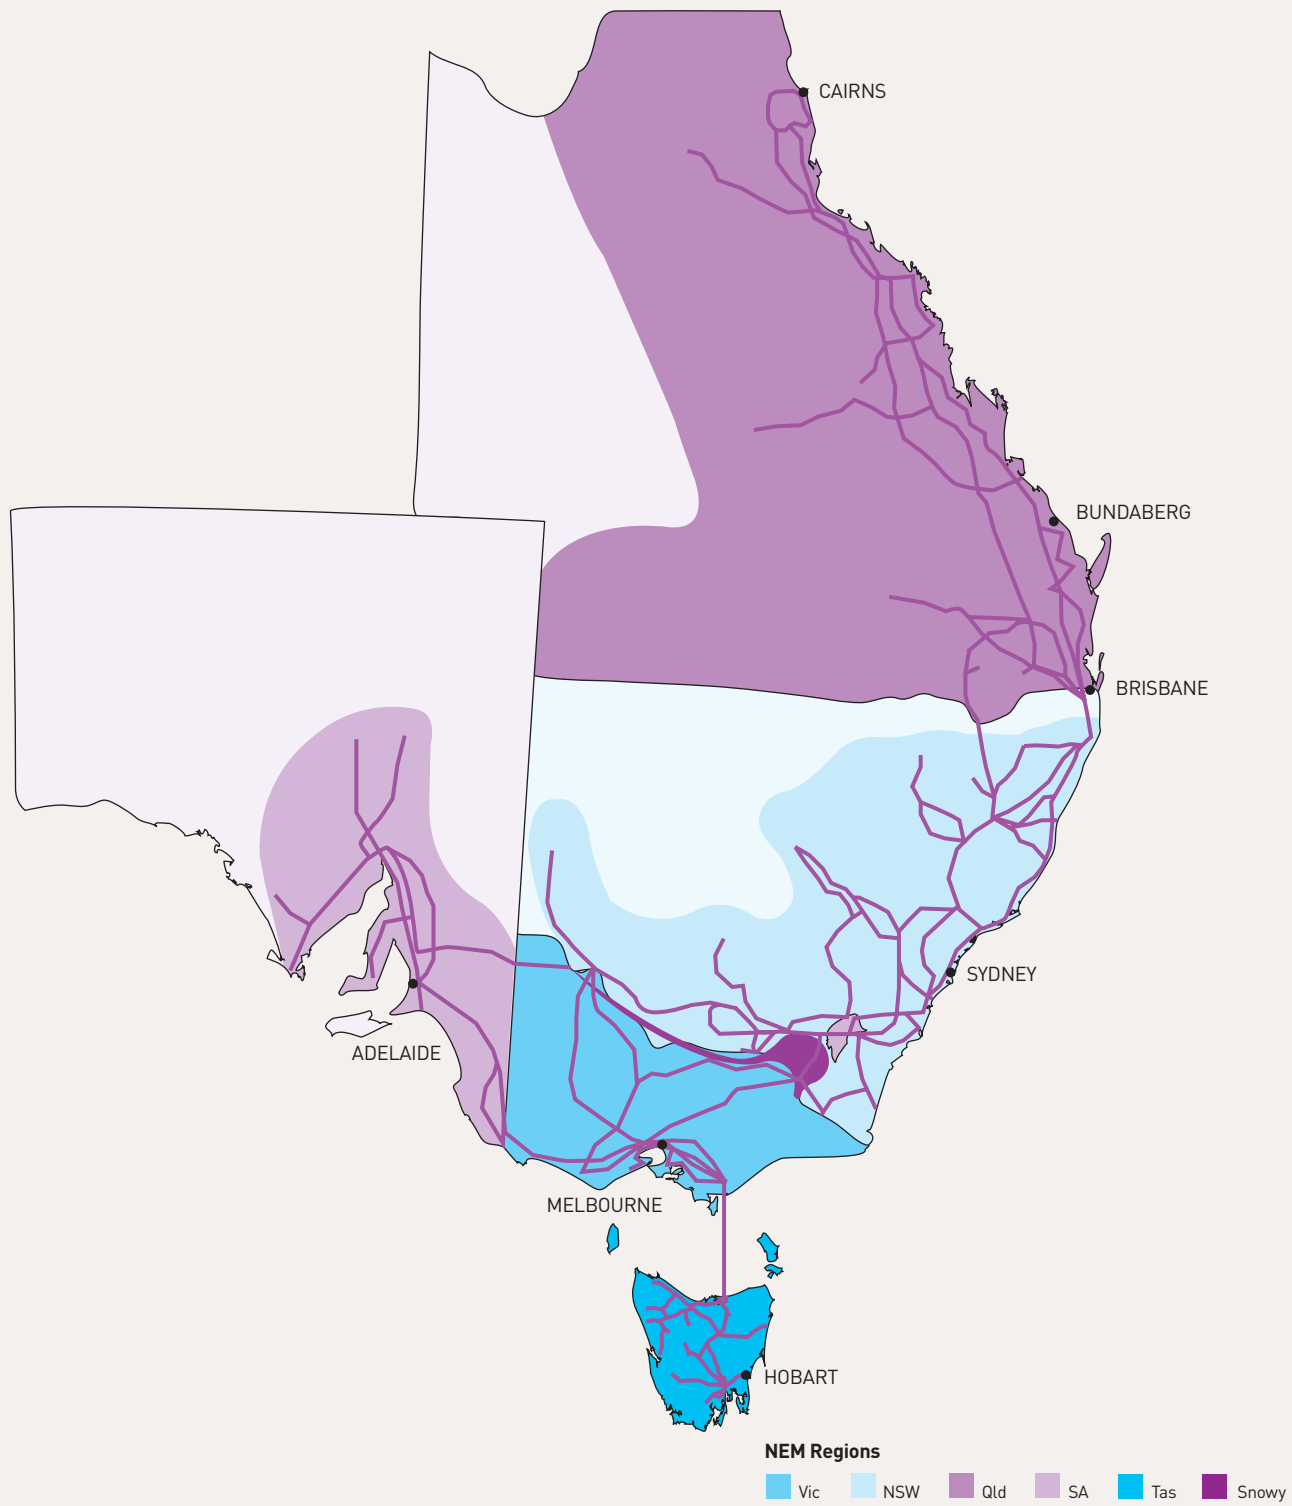 CAIRNS
BUNDABERG
BRISBANE
SYDNEY
ADELAIDE
MELBOURNE
HOBART
NEM Regions
Vic NSW Qld SA Tas Snowy